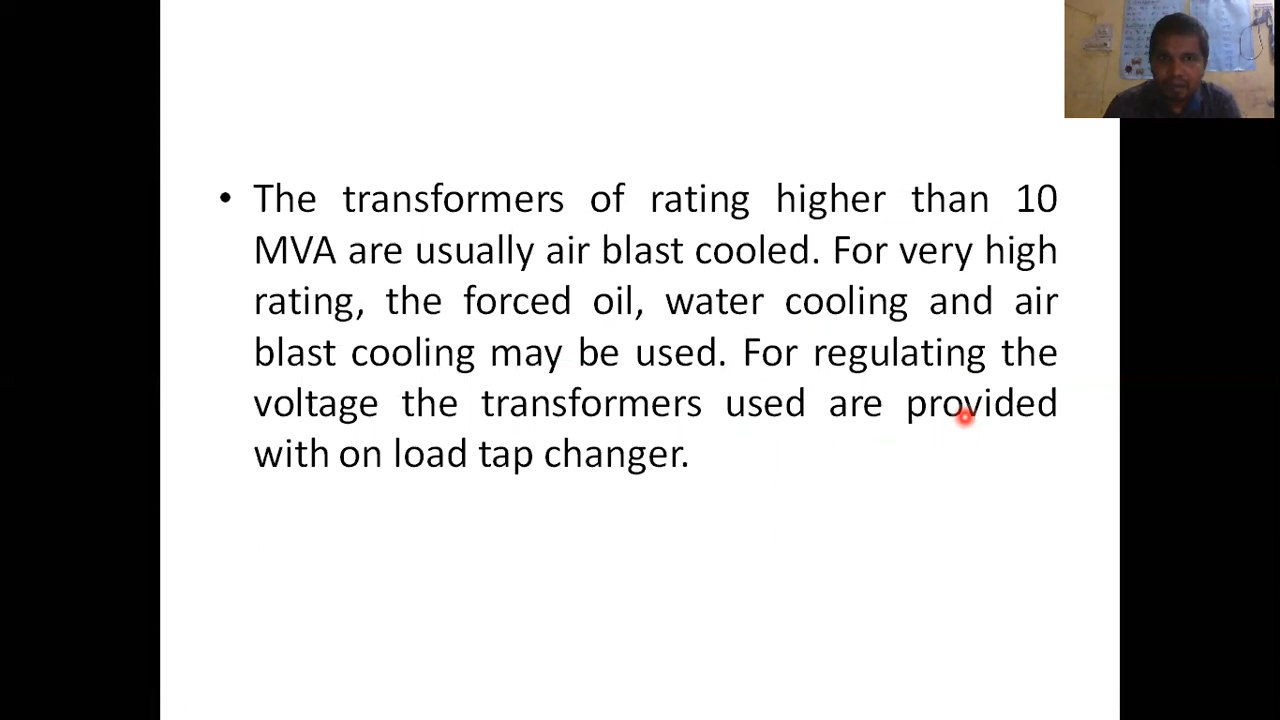 • The transformers of rating higher than 10
MVA are usually air blast cooled. For very high
rating, the forced oil, water cooling and air
blast cooling may be used. For regulating the
voltage the transformers used are provided
with on load tap changer.